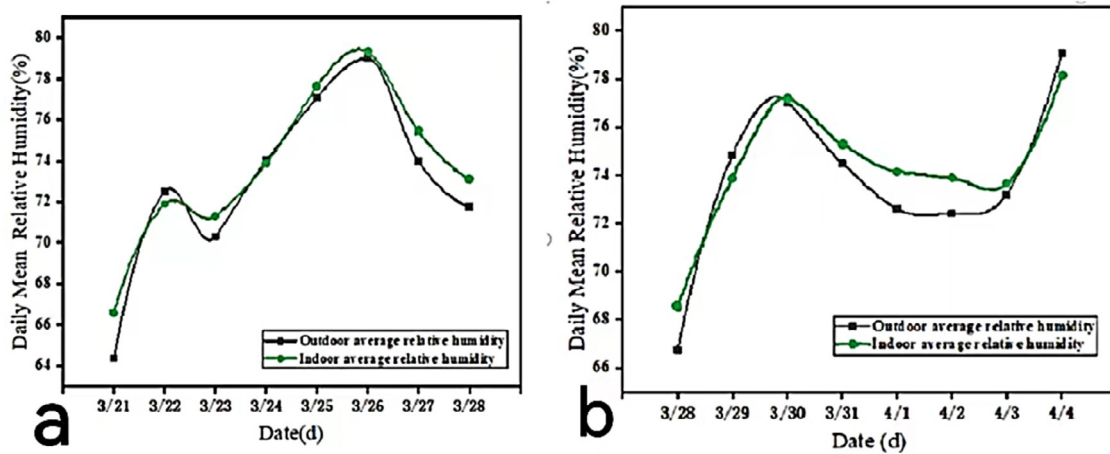 Daily Mean Relative Humidity(%)
80
78
76
74
72
70
68
66
64
Outdoor average relative humidity
Indoor average relative humidity
3/21 3/22 3/23 3/24 3/25 3/26 3/27 3/28
Date(d)
a
Daily Mean Relative Humidity(%)
80
78
76
74
72
70
68
66
Outdoor average relative humidity
Indoor average relative humidity
3/28 3/29 3/30 3/31 4/1 4/2 4/3 4/4
Date (d)
b